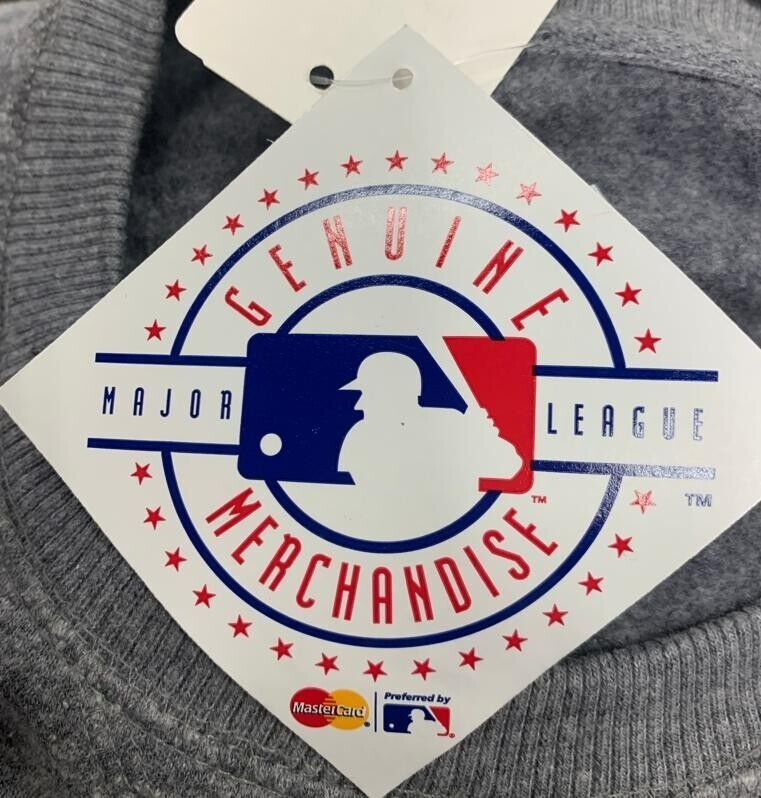 GENUINE
MAJOR LEAGUE
TM
MERCHANDISE
TM
MasterCard®
Preferred by
®